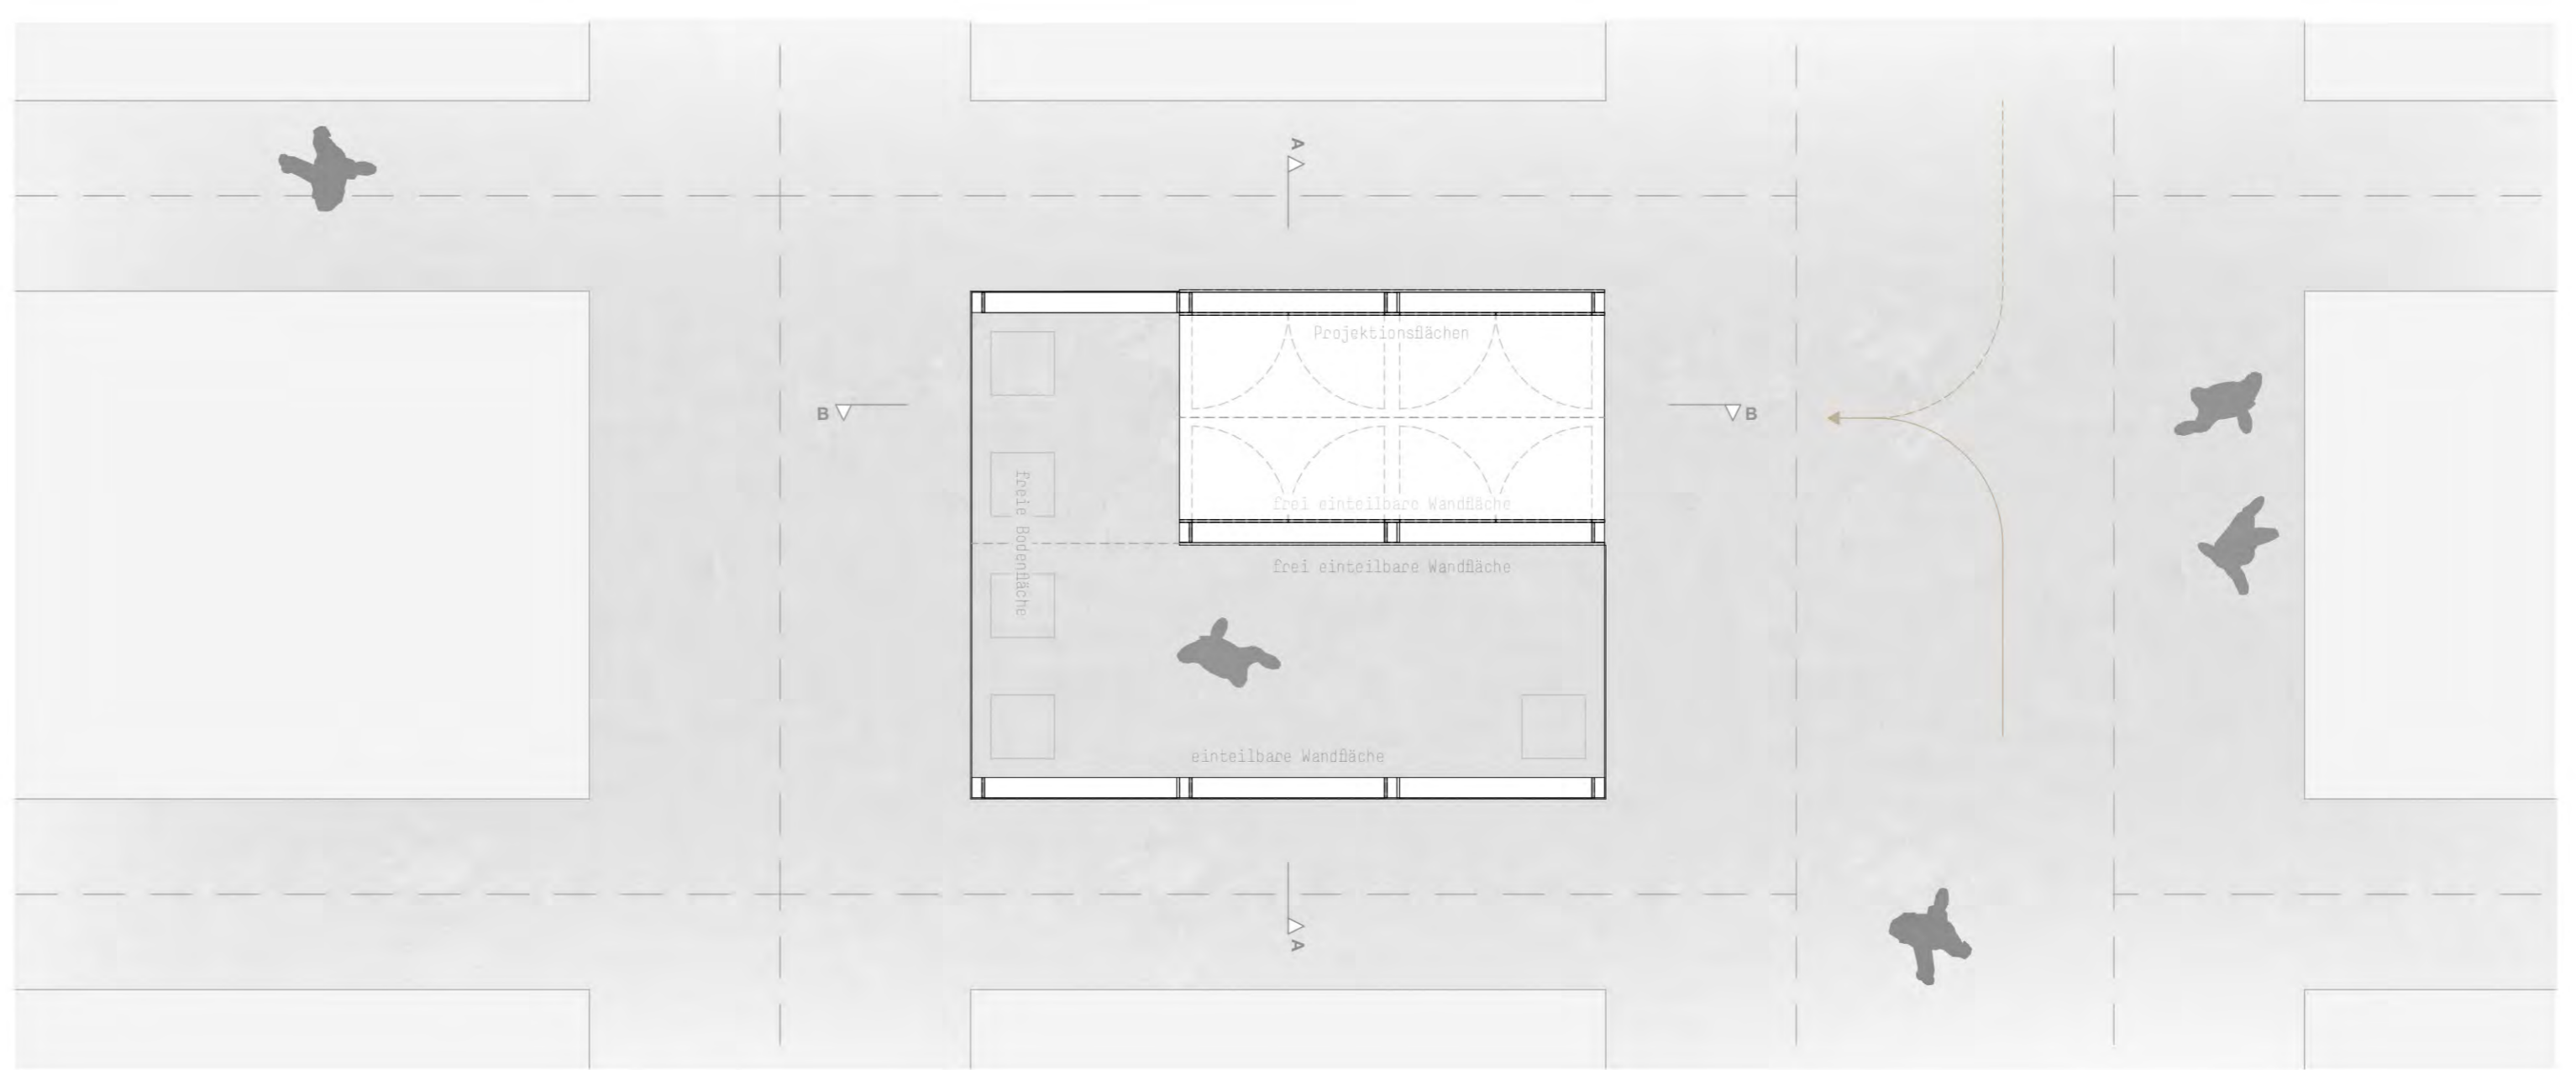 A
Projektionsflächen
B
B
frei einteilbare Wandfläche
freie Bodenfläche
frei einteilbare Wandfläche
einteilbare Wandfläche
A